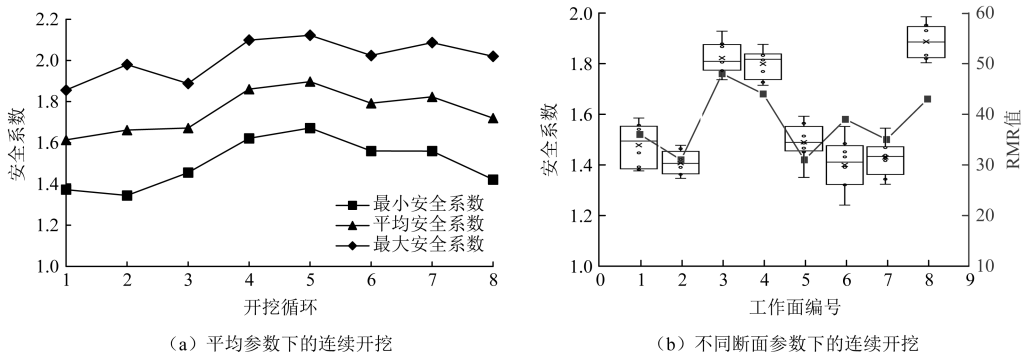 2.2
2.0
1.8
1.6
1.4
1.2
1.0
安全系数
1 2 3 4 5 6 7 8
开挖循环
最小安全系数
平均安全系数
最大安全系数
（a）平均参数下的连续开挖
2.0
1.8
1.6
1.4
1.2
1.0
安全系数
0 1 2 3 4 5 6 7 8 9
工作面编号
60
50
40
30
20
10
RMR值
（b）不同断面参数下的连续开挖